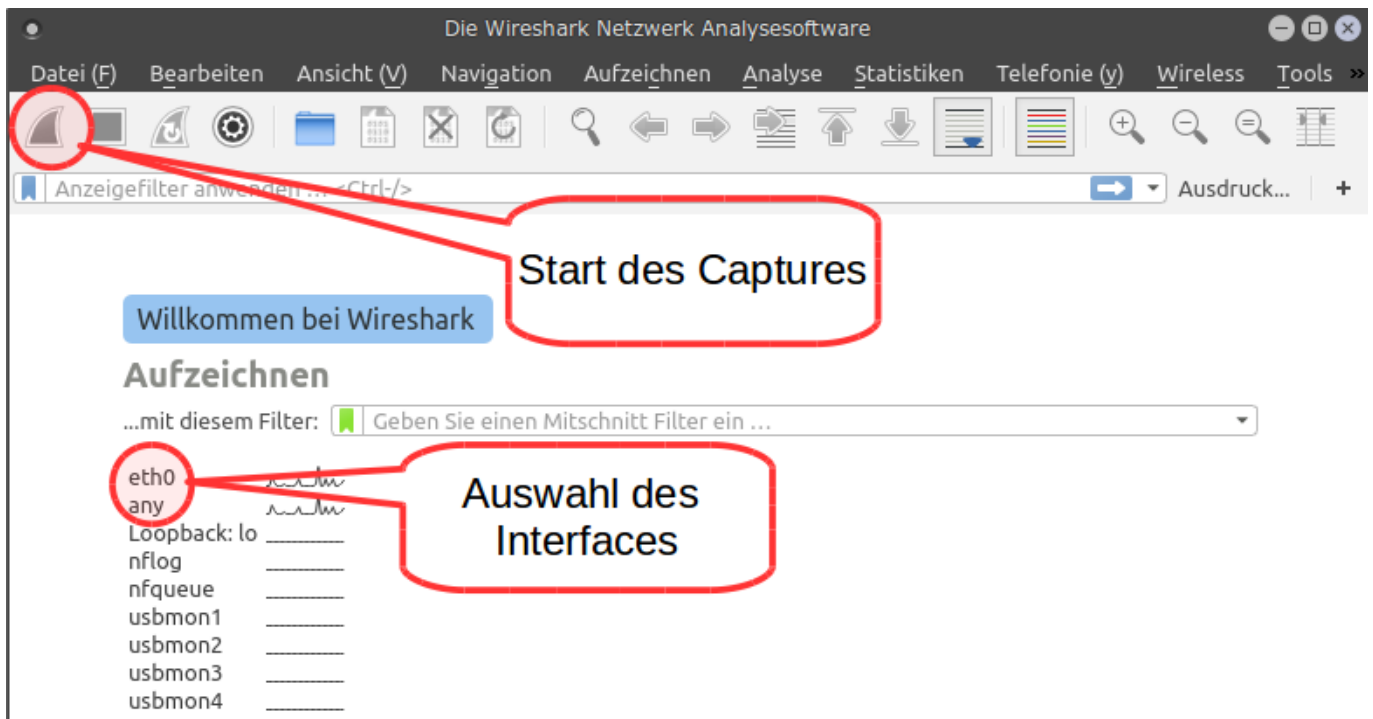 Die Wireshark Netzwerk Analysesoftware
Datei (F) Bearbeiten Ansicht (V) Navigation Aufzeichnen Analyse Statistiken Telefonie (y) Wireless Tools »
Anzeigefilter anwenden ... <Ctrl-/> Ausdruck... +
Start des Captures
Willkommen bei Wireshark
Aufzeichnen
...mit diesem Filter: Geben Sie einen Mitschnitt Filter ein ...
eth0
any
Loopback: lo
nflog
nfqueue
usbmon1
usbmon2
usbmon3
usbmon4
Auswahl des
Interfaces